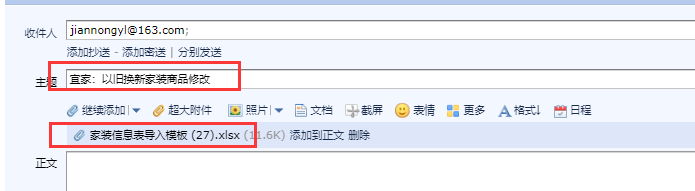 收件人 jiannongyl@163.com;
添加抄送 - 添加密送 | 分别发送
主题 宜家：以旧换新家装商品修改
继续添加 | 超大附件 照片 | 文档 截屏 表情 更多 A 格式↓ 日程
家装信息表导入模板 (27).xlsx (11.6K) 添加到正文 删除
正文